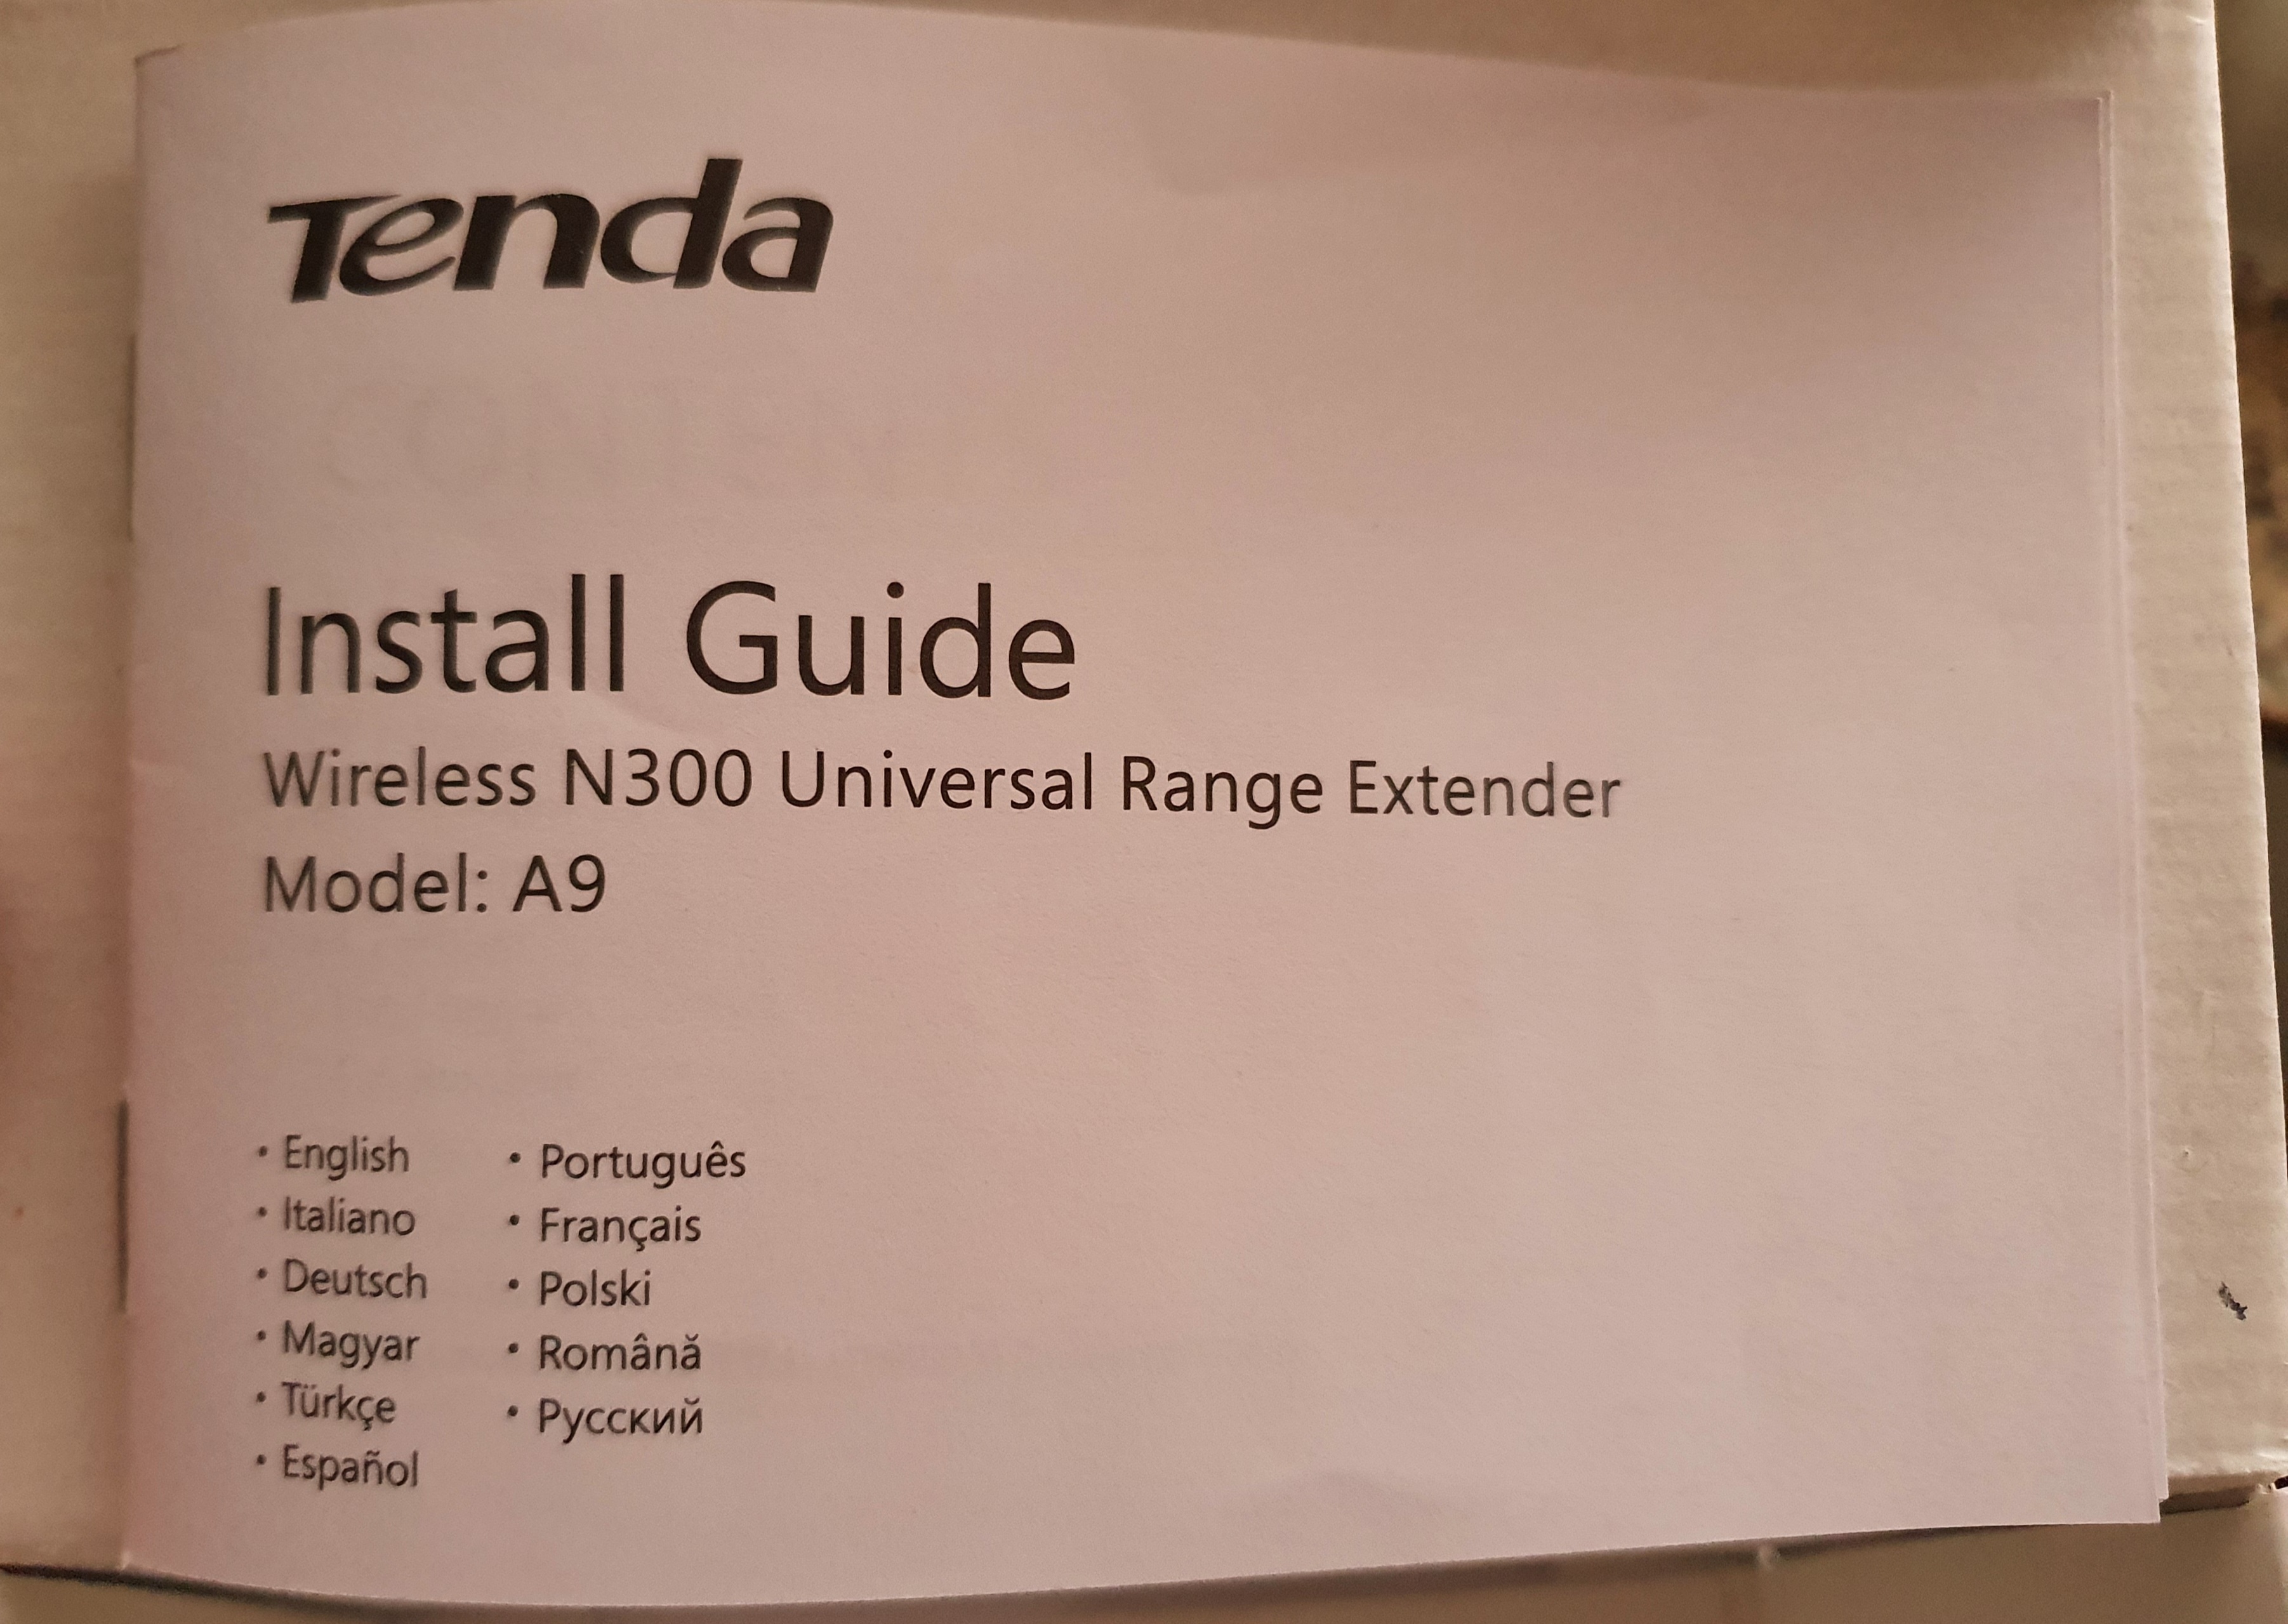 Tenda
Install Guide
Wireless N300 Universal Range Extender
Model: A9
• English
• Italiano
• Deutsch
• Magyar
• Türkçe
• Español
• Português
• Français
• Polski
• Română
• Русский